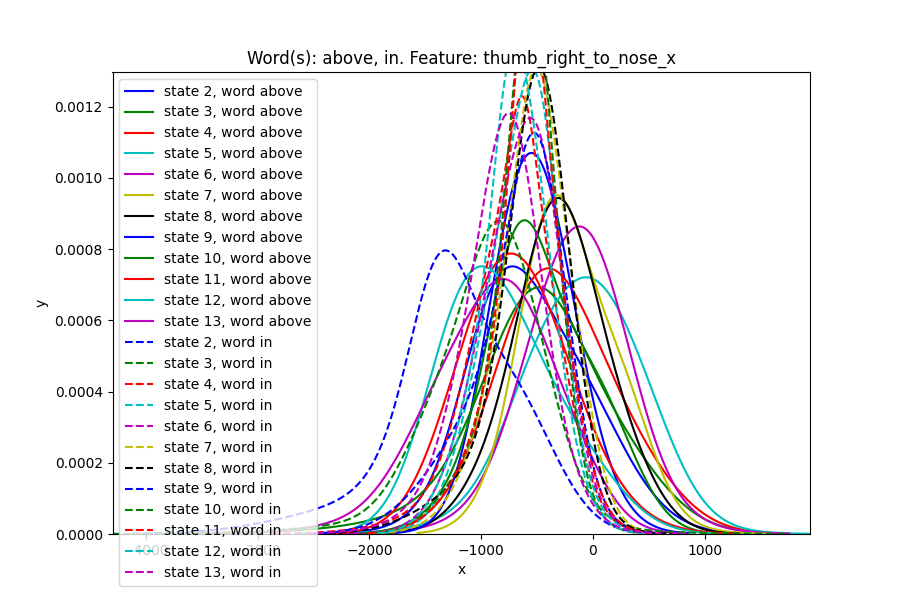 Word(s): above, in. Feature: thumb_right_to_nose_x
y
0.0012
0.0010
0.0008
0.0006
0.0004
0.0002
0.0000
state 2, word above
state 3, word above
state 4, word above
state 5, word above
state 6, word above
state 7, word above
state 8, word above
state 9, word above
state 10, word above
state 11, word above
state 12, word above
state 13, word above
state 2, word in
state 3, word in
state 4, word in
state 5, word in
state 6, word in
state 7, word in
state 8, word in
state 9, word in
state 10, word in
state 11, word in
state 12, word in
state 13, word in
−4000 −2000 −1000 0 1000
x